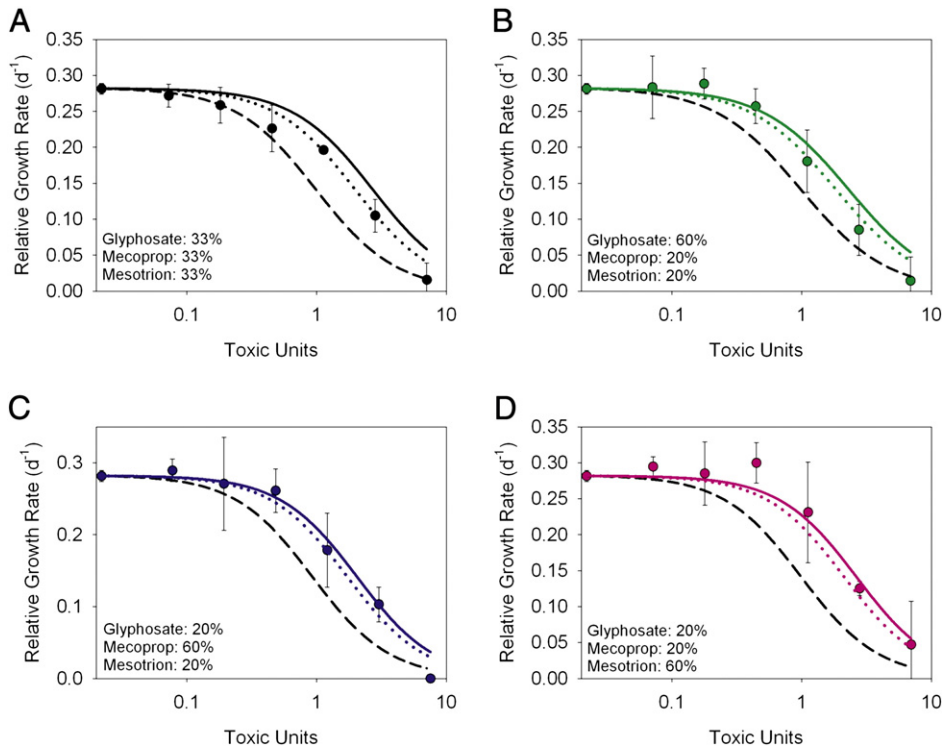 A
Relative Growth Rate (d⁻¹)
0.35
0.30
0.25
0.20
0.15
0.10
0.05
0.00
Glyphosate: 33%
Mecoprop: 33%
Mesotrion: 33%
0.1
1
10
Toxic Units
B
Relative Growth Rate (d⁻¹)
0.35
0.30
0.25
0.20
0.15
0.10
0.05
0.00
Glyphosate: 60%
Mecoprop: 20%
Mesotrion: 20%
0.1
1
10
Toxic Units
C
Relative Growth Rate (d⁻¹)
0.3
0.2
0.1
0.0
Glyphosate: 20%
Mecoprop: 60%
Mesotrion: 20%
0.1
1
10
Toxic Units
D
Relative Growth Rate (d⁻¹)
0.35
0.30
0.25
0.20
0.15
0.10
0.05
0.00
Glyphosate: 20%
Mecoprop: 20%
Mesotrion: 60%
0.1
1
10
Toxic Units